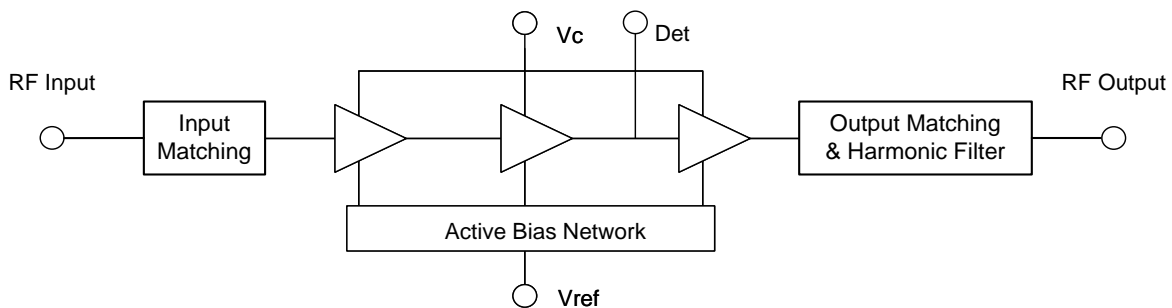 Vc
Det
RF Input
RF Output
Input
Matching
Output Matching
& Harmonic Filter
Active Bias Network
Vref